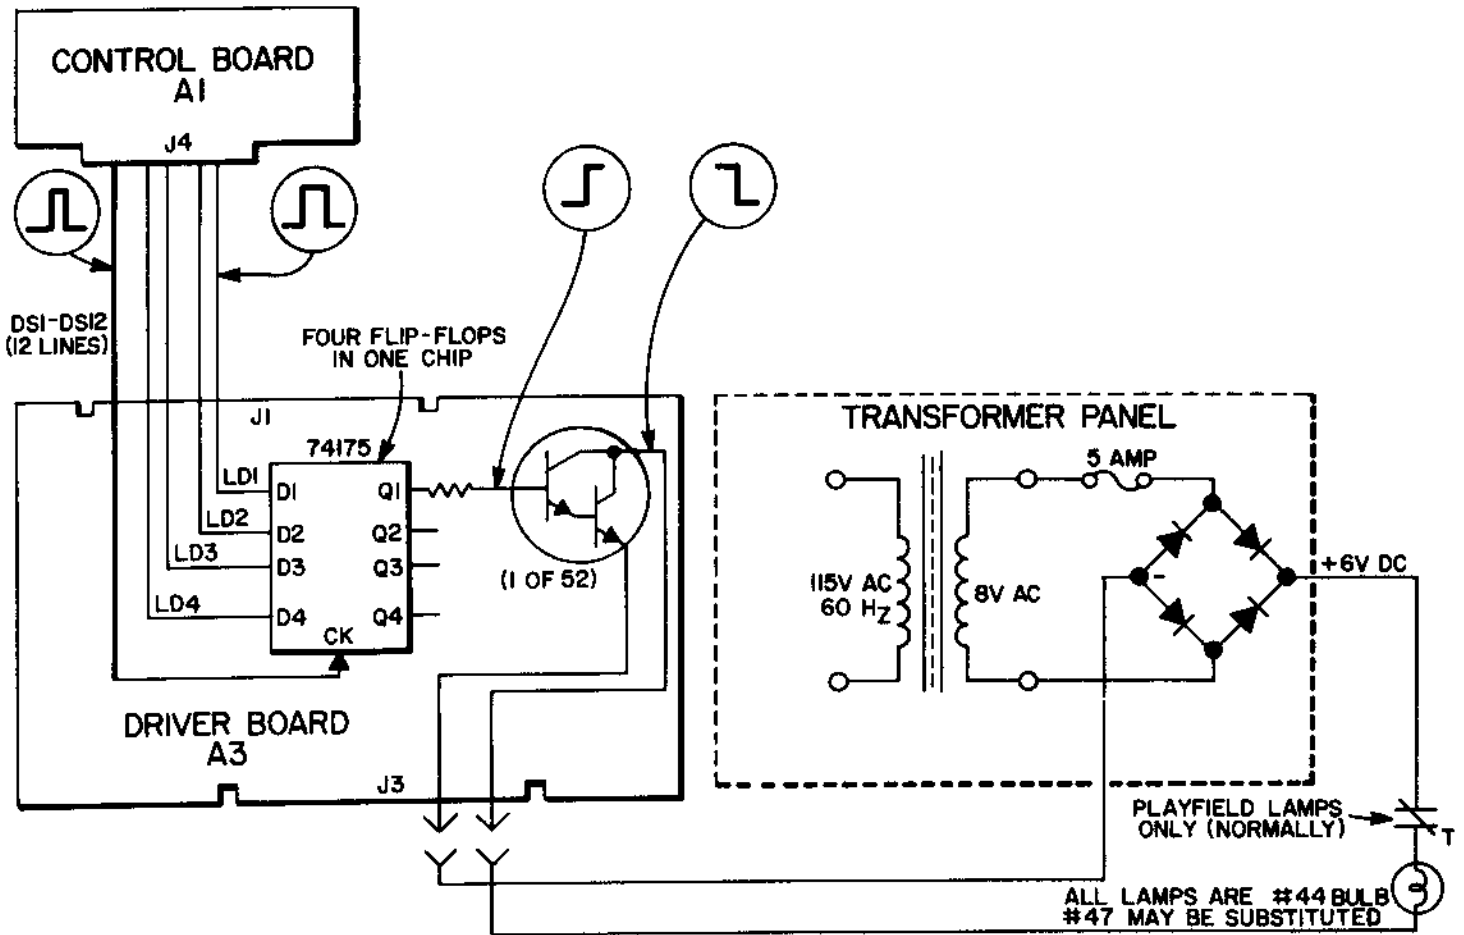 CONTROL BOARD
A1
J4
DS1-DS12
(12 LINES)
FOUR FLIP-FLOPS
IN ONE CHIP
J1
74175
LD1
D1
Q1
LD2
D2
Q2
LD3
D3
Q3
LD4
D4
Q4
CK
(1 OF 52)
DRIVER BOARD
A3
J3
TRANSFORMER PANEL
5 AMP
115V AC
60 HZ
8V AC
-
+6V DC
PLAYFIELD LAMPS
ONLY (NORMALLY)
T
ALL LAMPS ARE #44 BULB
#47 MAY BE SUBSTITUTED